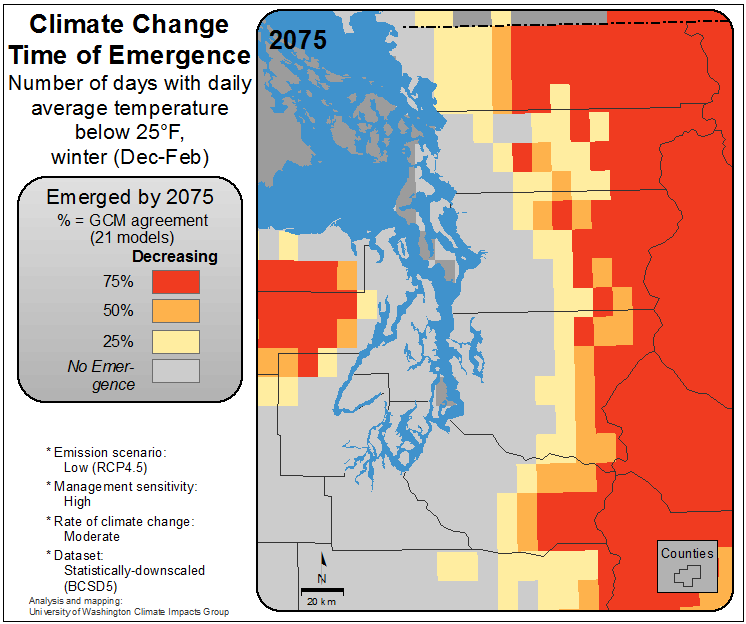 Climate Change
Time of Emergence
Number of days with daily
average temperature
below 25°F,
winter (Dec-Feb)
Emerged by 2075
% = GCM agreement
(21 models)
Decreasing
75%
50%
25%
No Emer-
gence
* Emission scenario:
Low (RCP4.5)
* Management sensitivity:
High
* Rate of climate change:
Moderate
* Dataset:
Statistically-downscaled
(BCSD5)
Analysis and mapping:
University of Washington Climate Impacts Group
2075
N
20 km
Counties